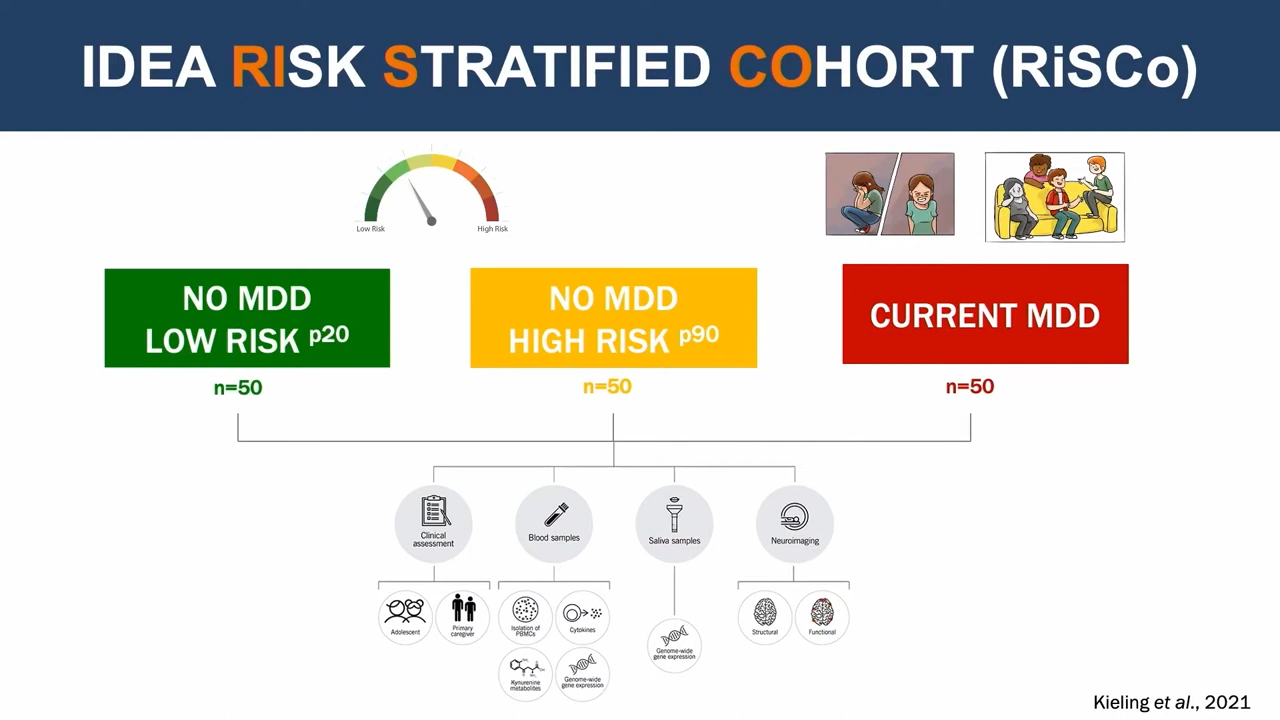 IDEA RISK STRATIFIED COHORT (RiSCo)
Low Risk
High Risk
NO MDD
LOW RISK p20
n=50
NO MDD
HIGH RISK p90
n=50
CURRENT MDD
n=50
Clinical
assessment
Blood samples
Saliva samples
Neuroimaging
Adolescent
Primary
caregiver
Isolation of
PBMCs
Cytokines
Kynurenine
metabolites
Genome-wide
gene expression
Genome-wide
gene expression
Structural
Functional
Kieling et al., 2021